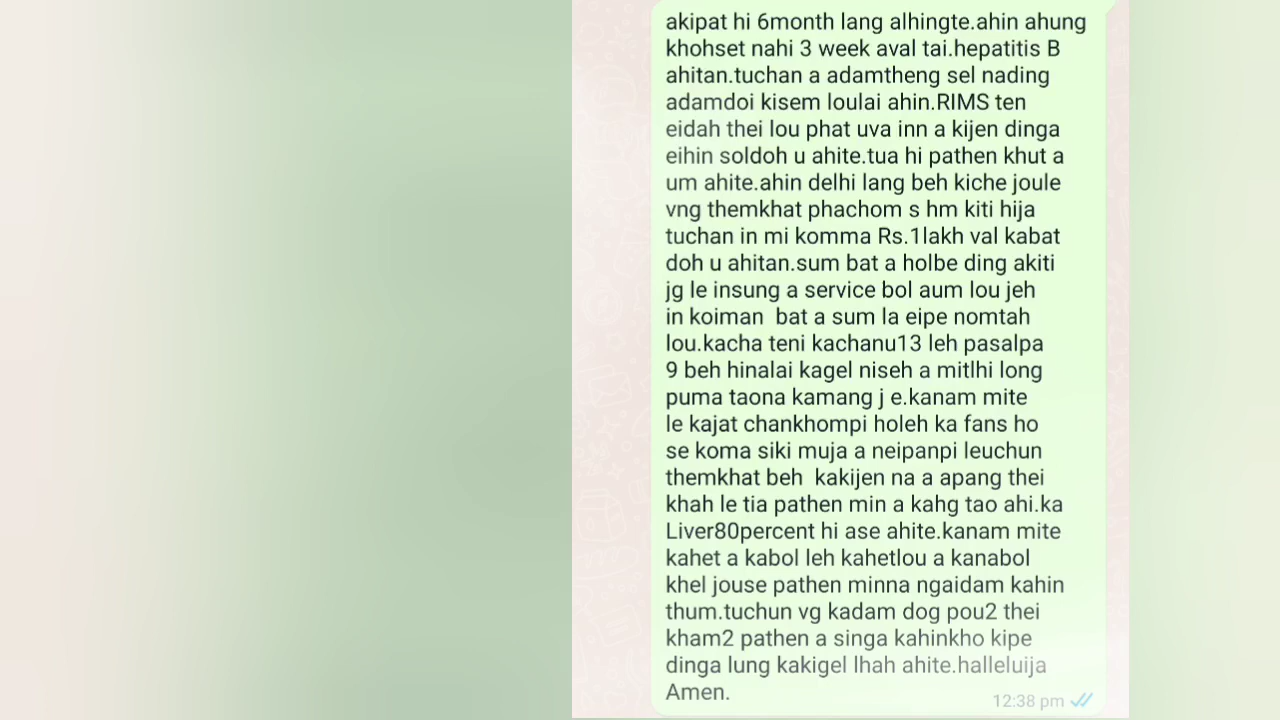 akipat hi 6month lang alhingte.ahin ahung
khohset nahi 3 week aval tai.hepatitis B
ahitan.tuchan a adamtheng sel nading
adamdoi kisem loulai ahin.RIMS ten
eidah thei lou phat uva inn a kijen dinga
eihin soldoh u ahite.tua hi pathen khut a
um ahite.ahin delhi lang beh kiche joule
vng themkhat phachom s hm kiti hija
tuchan in mi komma Rs.1lakh val kabat
doh u ahitan.sum bat a holbe ding akiti
jg le insung a service bol aum lou jeh
in koiman  bat a sum la eipe nomtah
lou.kacha teni kachanu13 leh pasalpa
9 beh hinalai kagel niseh a mitlhi long
puma taona kamang j e.kanam mite
le kajat chankhompi holeh ka fans ho
se koma siki muja a neipanpi leuchun
themkhat beh  kakijen na a apang thei
khah le tia pathen min a kahg tao ahi.ka
Liver80percent hi ase ahite.kanam mite
kahet a kabol leh kahetlou a kanabol
khel jouse pathen minna ngaidam kahin
thum.tuchun vg kadam dog pou2 thei
kham2 pathen a singa kahinkho kipe
dinga lung kakigel lhah ahite.halleluija
Amen.
12:38 pm